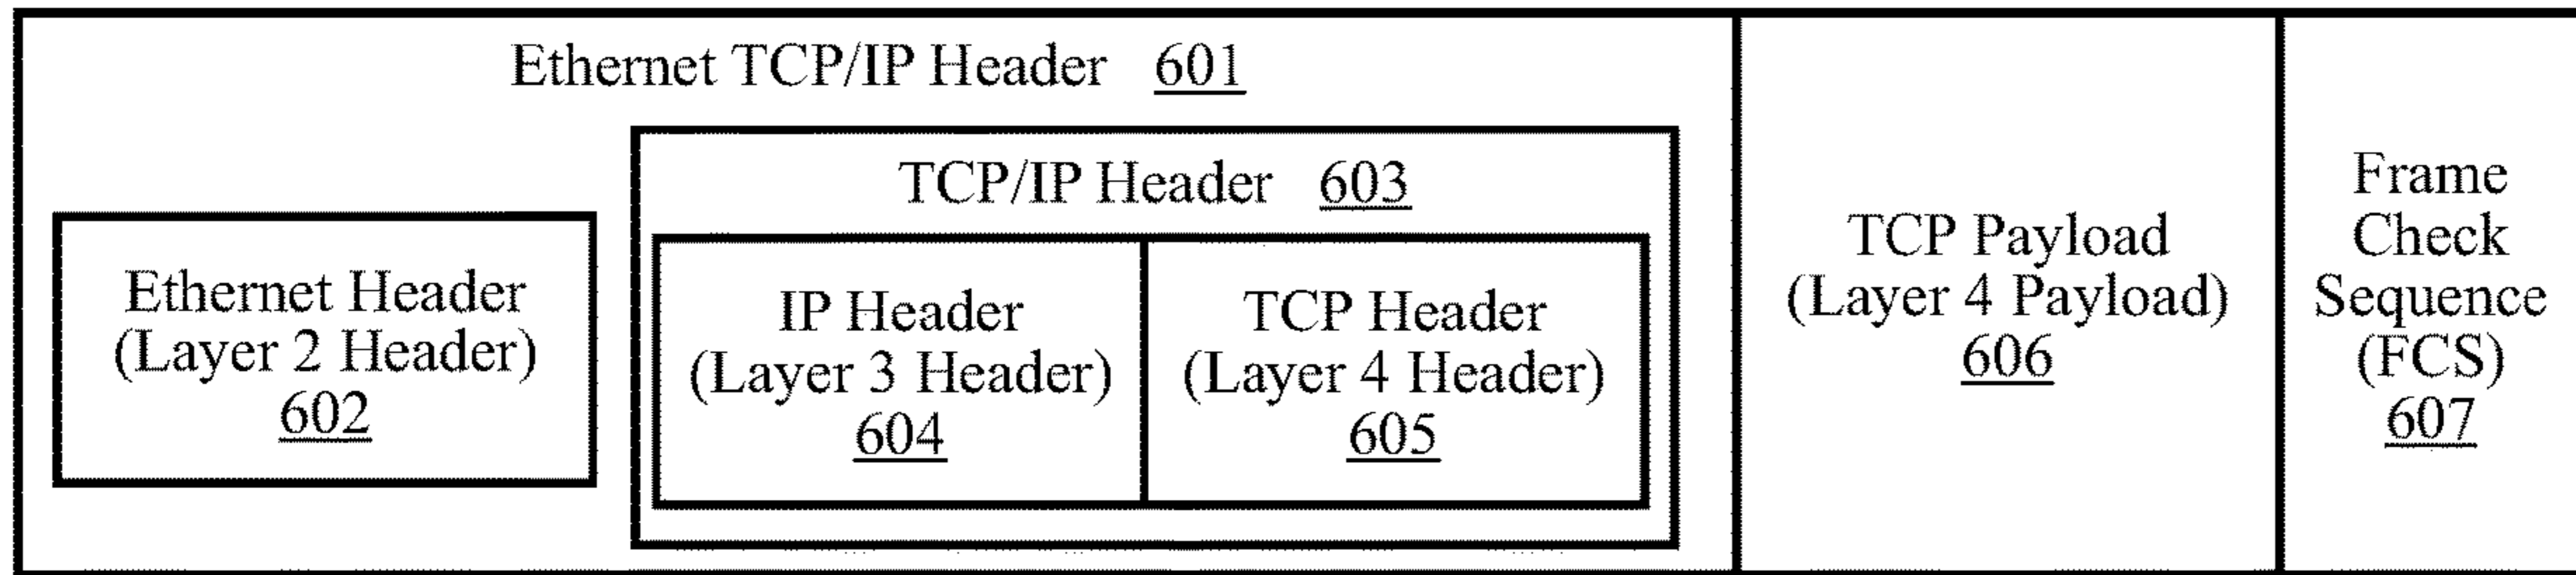 Ethernet TCP/IP Header 601
TCP/IP Header 603
Ethernet Header
(Layer 2 Header)
602
IP Header
(Layer 3 Header)
604
TCP Header
(Layer 4 Header)
605
TCP Payload
(Layer 4 Payload)
606
Frame
Check
Sequence
(FCS)
607